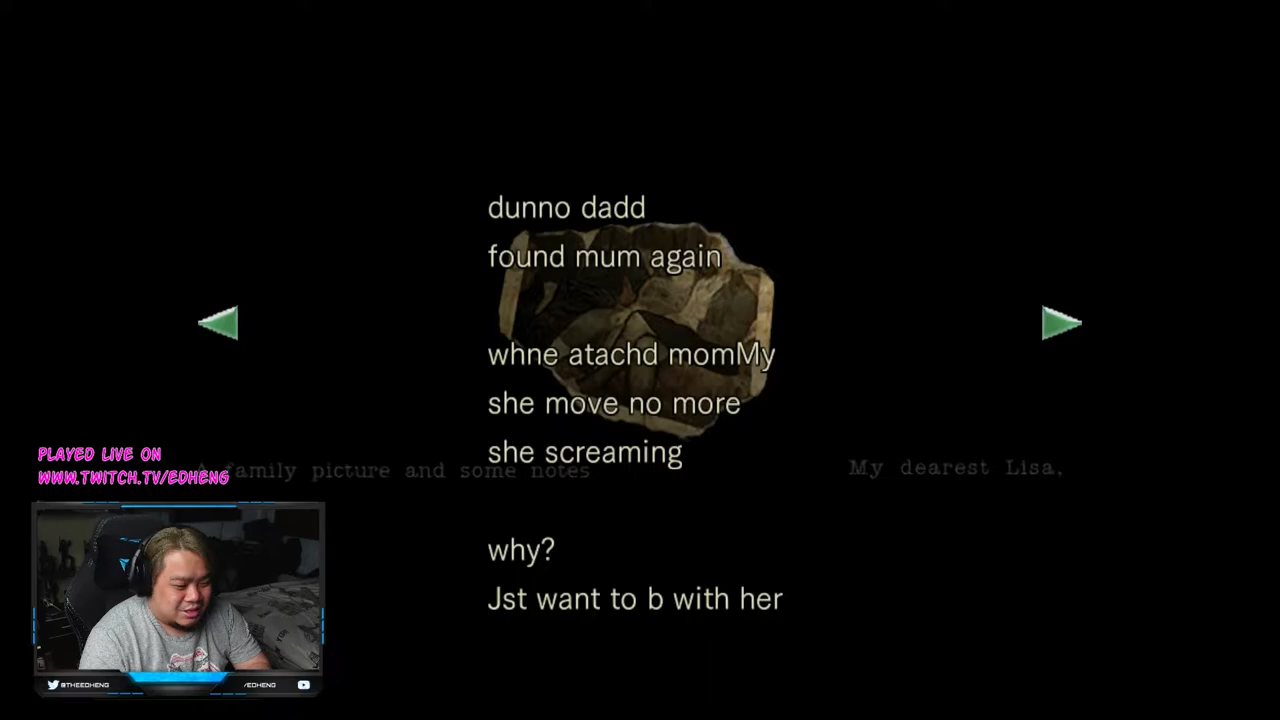 dunno dadd
found mum again
whne atachd momMy
she move no more
she screaming
A family picture and some notes
My dearest Lisa,
why?
Jst want to b with her
PLAYED LIVE ON
WWW.TWITCH.TV/EDHENG
@THEEDHENG
/EDHENG